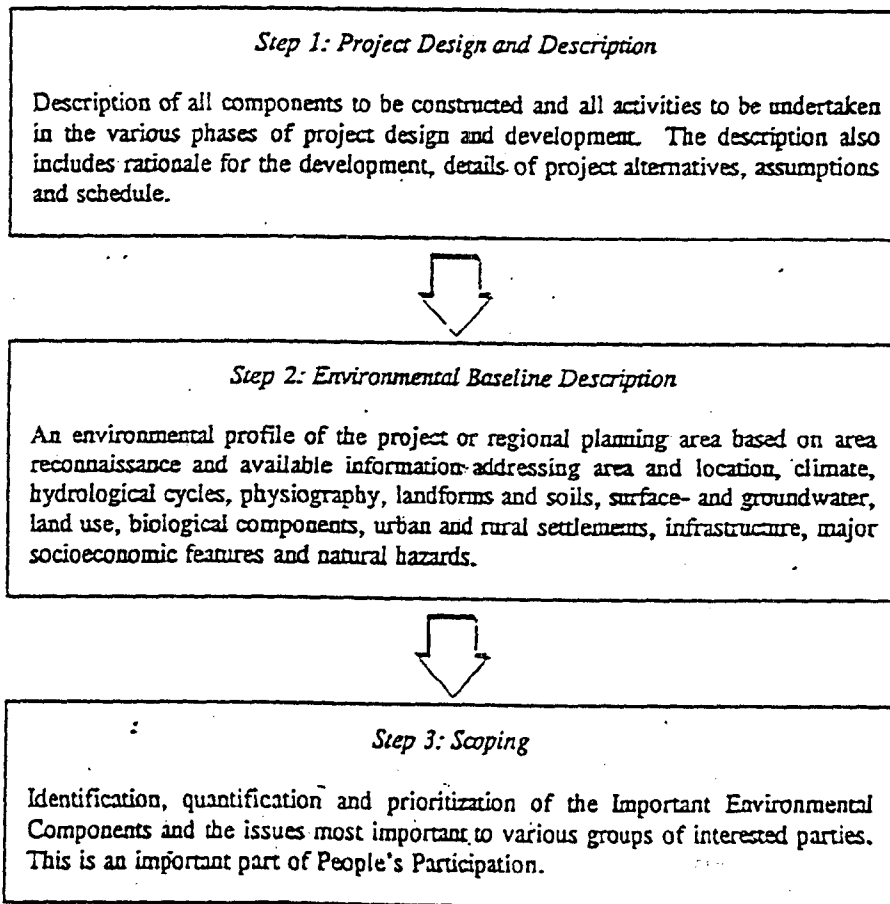 Step 1: Project Design and Description
Description of all components to be constructed and all activities to be undertaken
in the various phases of project design and development. The description also
includes rationale for the development, details of project alternatives, assumptions
and schedule.
Step 2: Environmental Baseline Description
An environmental profile of the project or regional planning area based on area
reconnaissance and available information addressing area and location, climate,
hydrological cycles, physiography, landforms and soils, surface- and groundwater,
land use, biological components, urban and rural settlements, infrastructure, major
socioeconomic features and natural hazards.
Step 3: Scoping
Identification, quantification and prioritization of the Important Environmental
Components and the issues most important to various groups of interested parties.
This is an important part of People's Participation.